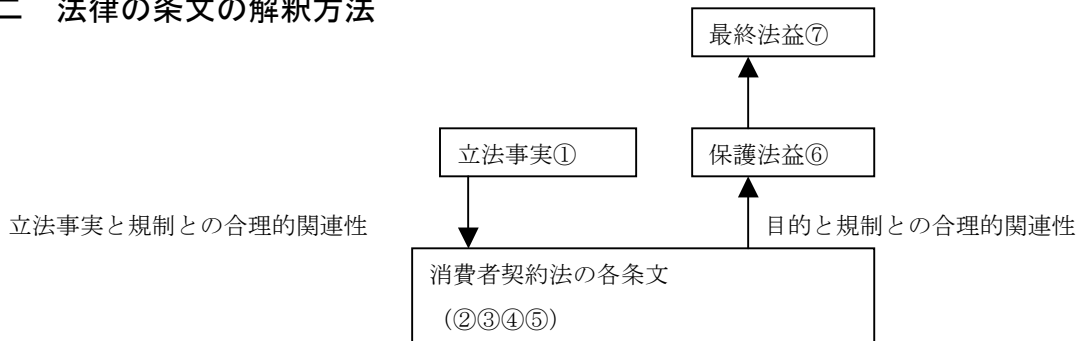 二　法律の条文の解釈方法
最終法益⑦
立法事実①
保護法益⑥
立法事実と規制との合理的関連性
目的と規制との合理的関連性
消費者契約法の各条文
（②③④⑤）